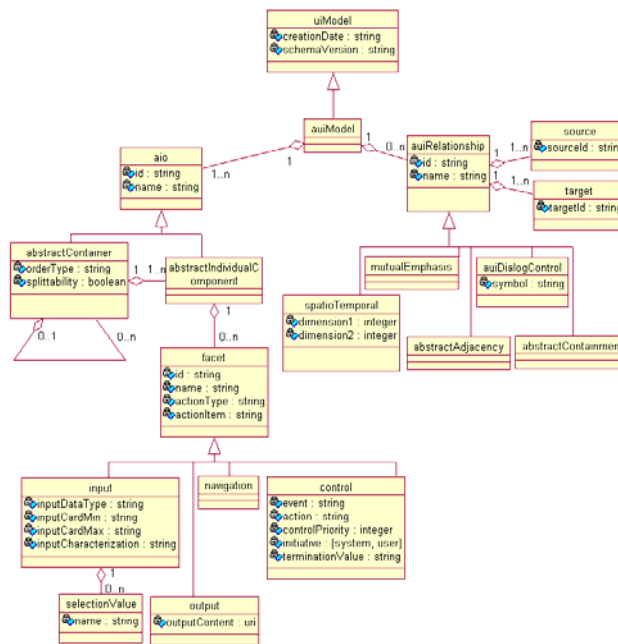 uiModel
creationDate : string
schemaVersion : string
auiModel
1
1
0..n
1..n
aio
id : string
name : string
auiRelationship
id : string
name : string
1
1..n
1
1..n
source
sourceId : string
target
targetId : string
abstractContainer
orderType : string
splittability : boolean
1
1..n
0..1
0..n
abstractIndividualC
omponent
1
0..n
mutualEmphasis
auiDialogControl
symbol : string
spatioTemporal
dimension1 : integer
dimension2 : integer
abstractAdjacency
abstractContainment
facet
id : string
name : string
actionType : string
actionItem : string
input
inputDataType : string
inputCardMin : string
inputCardMax : string
inputCharacterization : string
1
0..n
navigation
control
event : string
action : string
controlPriority : integer
initiative : {system, user}
terminationValue : string
selectionValue
name : string
output
outputContent : uri